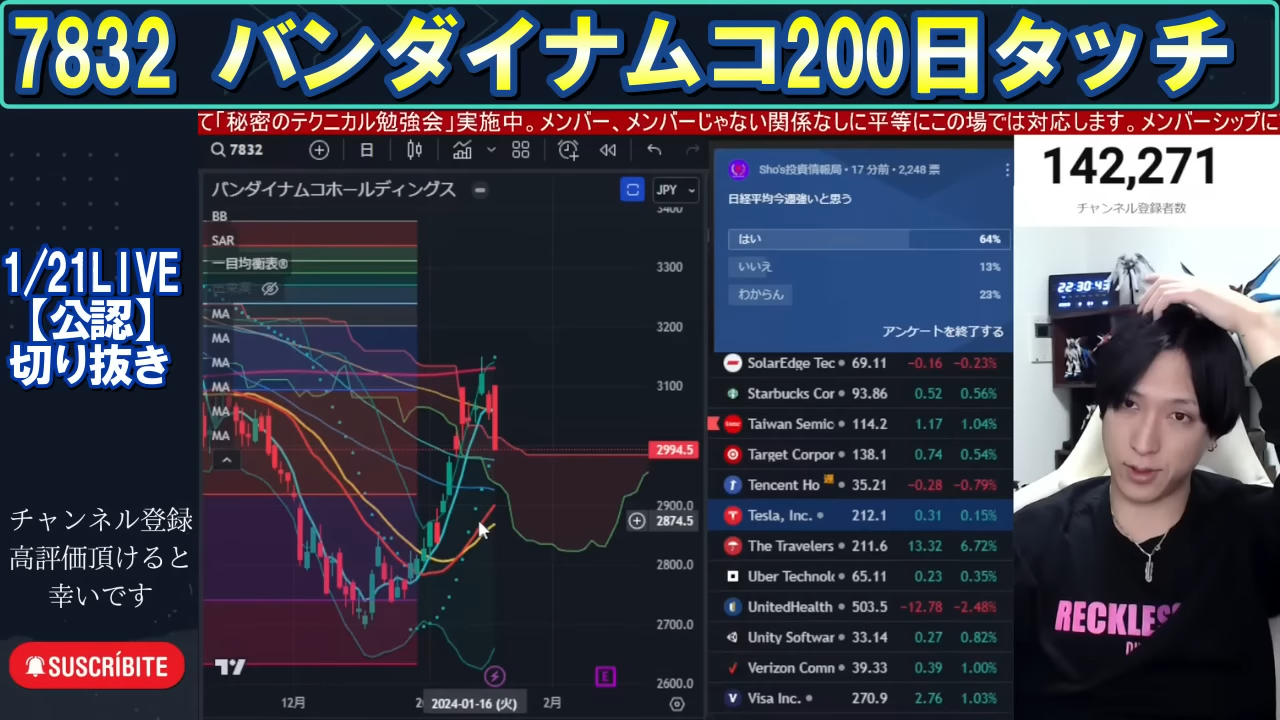 7832 バンダイナムコ200日タッチ
て「秘密のテクニカル勉強会」実施中。メンバー、メンバーじゃない関係なしに平等にこの場では対応します。メンバーシップに
1/21LIVE
【公認】
切り抜き
チャンネル登録
高評価頂けると
幸いです
SUSCRÍBITE
7832
日
バンダイナムコホールディングス
JPY
BB
SAR
一目均衡表
MA
MA
MA
MA
MA
MA
3400
3300
3200
3100
2994.5
2900.0
2874.5
2800.0
2700.0
2600.0
12月
2024-01-16 (火)
2月
E
Sho's投資情報局・17 分前・2,248 票
日経平均今週強いと思う
はい 64%
いいえ 13%
わからん 23%
アンケートを終了する
SolarEdge Tec 69.11 −0.16 −0.23%
Starbucks Cor 93.86 0.52 0.56%
Taiwan Semic 114.2 1.17 1.04%
Target Corpor 138.1 0.74 0.54%
Tencent Ho 35.21 −0.28 −0.79%
Tesla, Inc. 212.1 0.31 0.15%
The Travelers 211.6 13.32 6.72%
Uber Technol 65.11 0.23 0.35%
UnitedHealth 503.5 −12.78 −2.48%
Unity Softwar 33.14 0.27 0.82%
Verizon Comn 39.33 0.39 1.00%
Visa Inc. 270.9 2.76 1.03%
142,271
チャンネル登録者数
22:30:43
RECKLESS